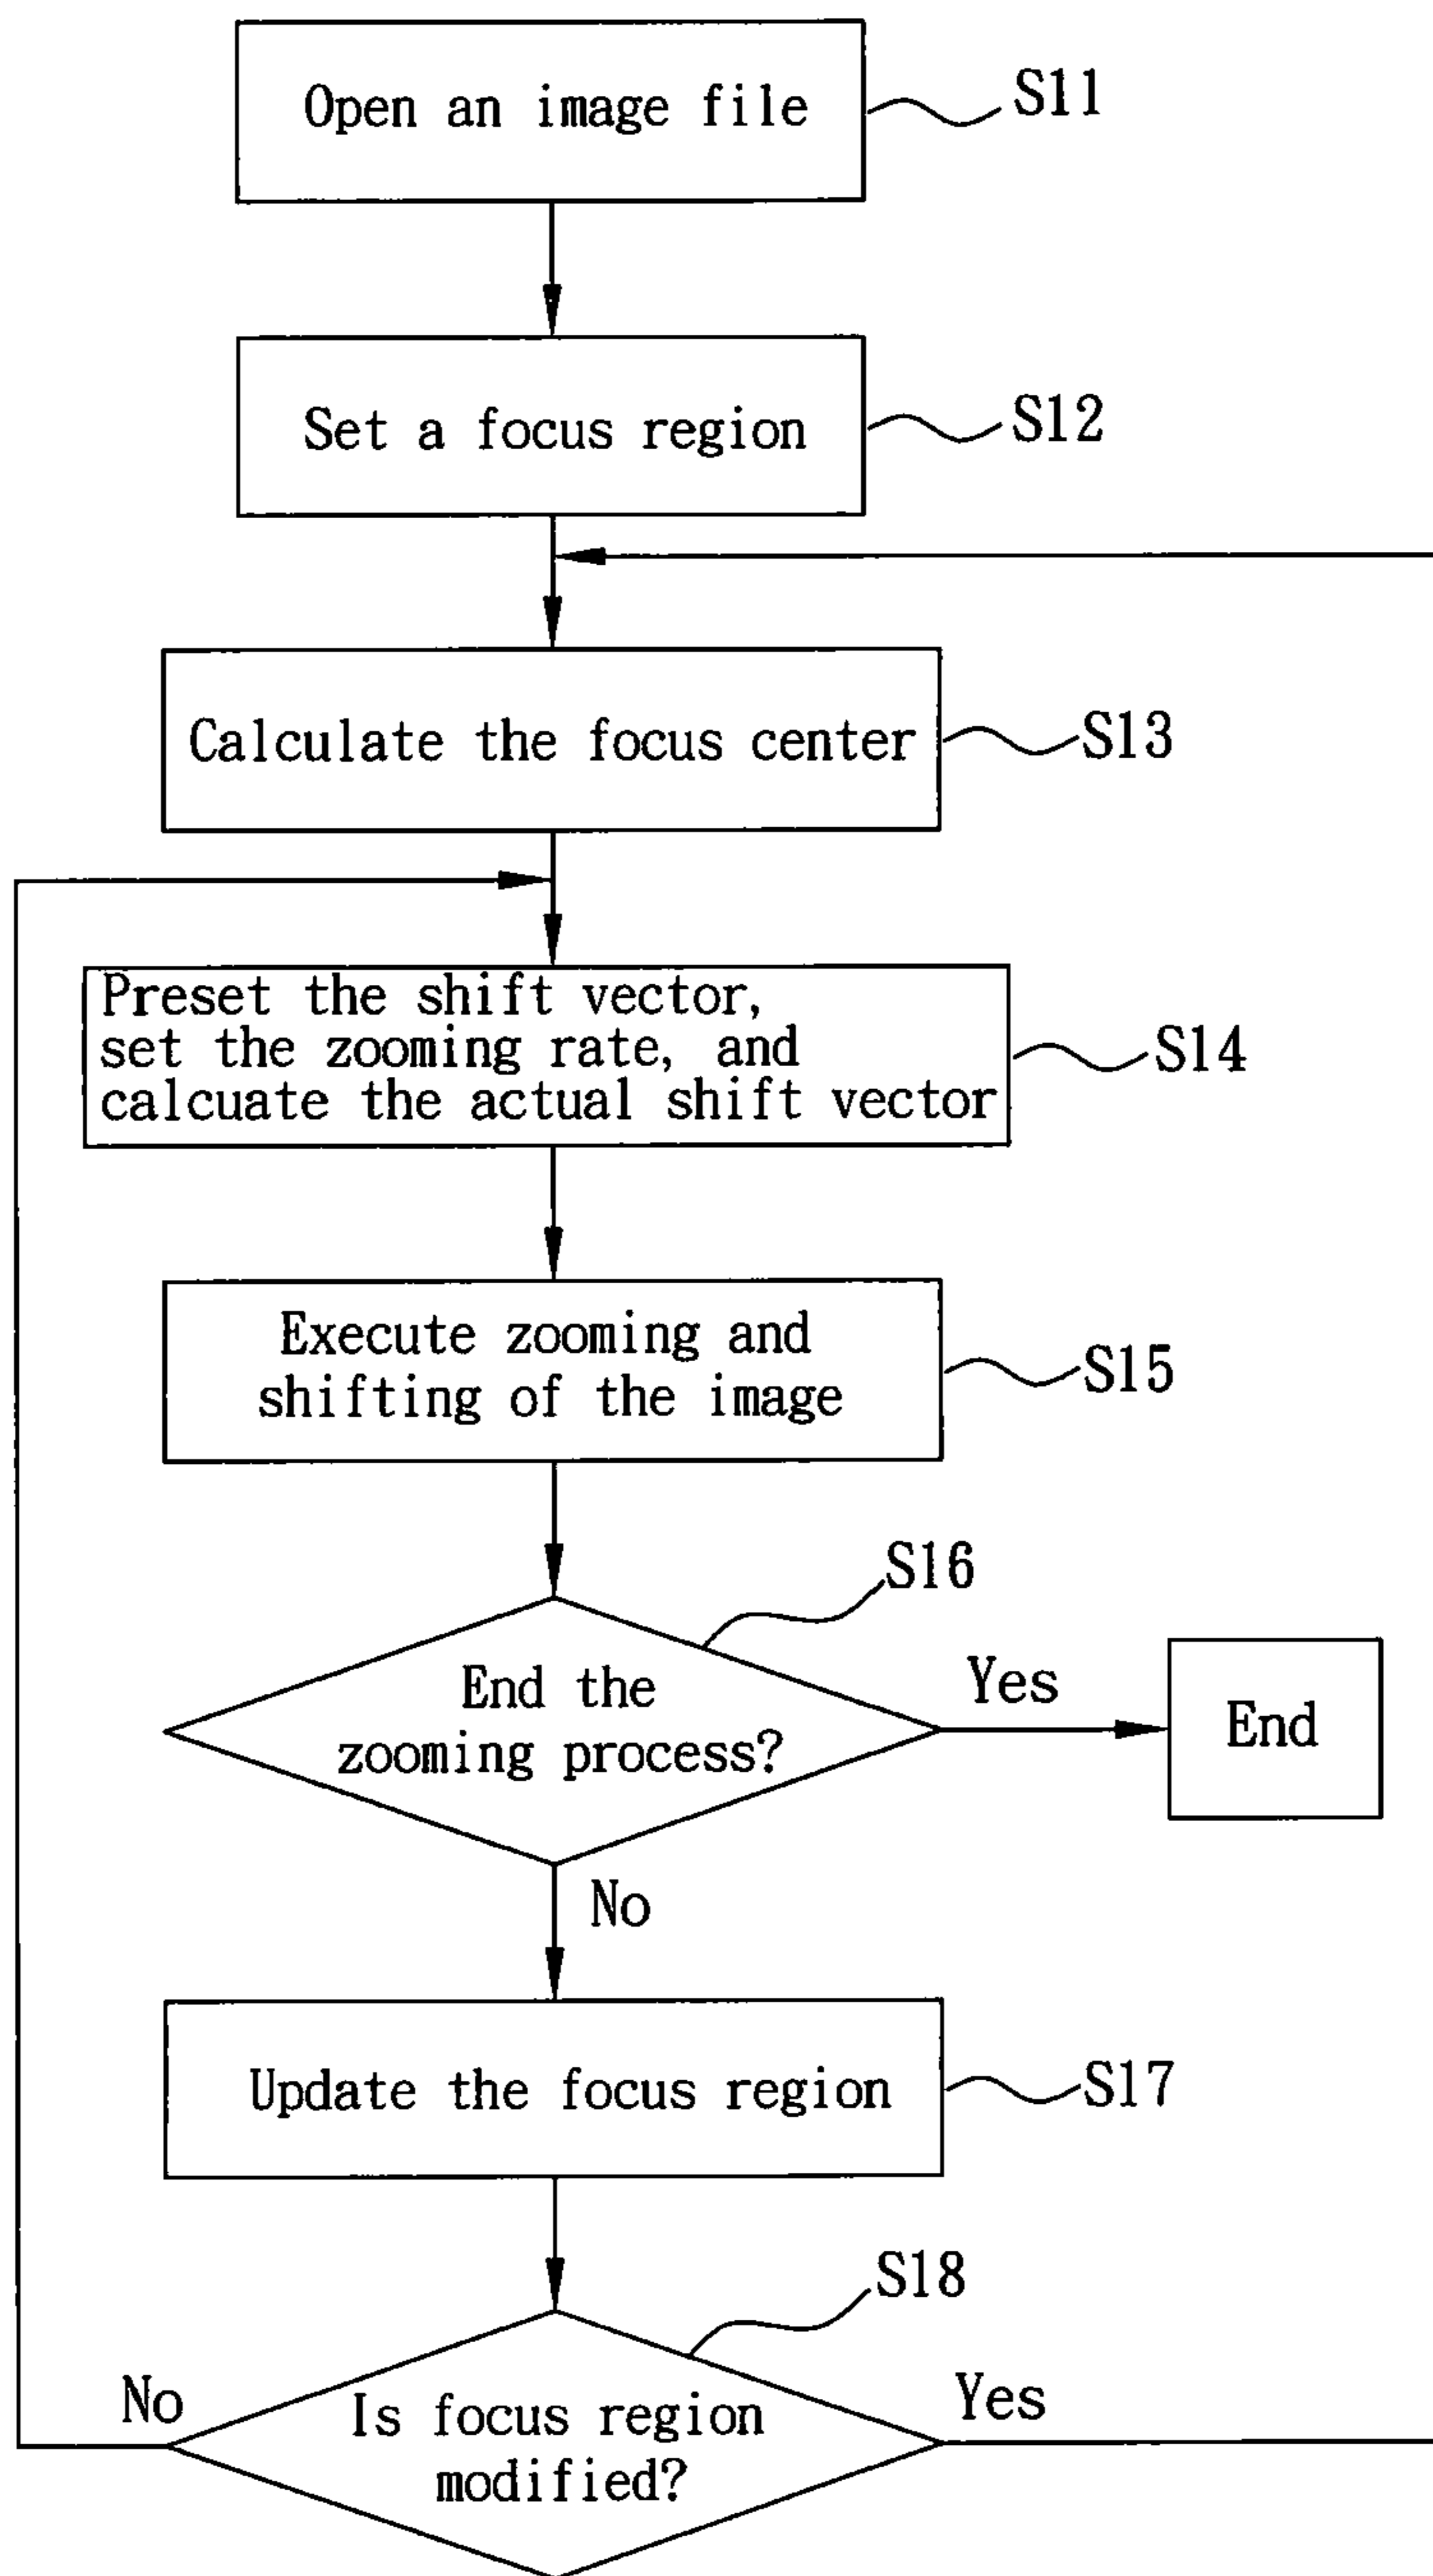 Open an image file
S11
Set a focus region
S12
Calculate the focus center
S13
Preset the shift vector,
set the zooming rate, and
calcuate the actual shift vector
S14
Execute zooming and
shifting of the image
S15
S16
End the
zooming process?
Yes
End
No
Update the focus region
S17
S18
No
Is focus region
modified?
Yes